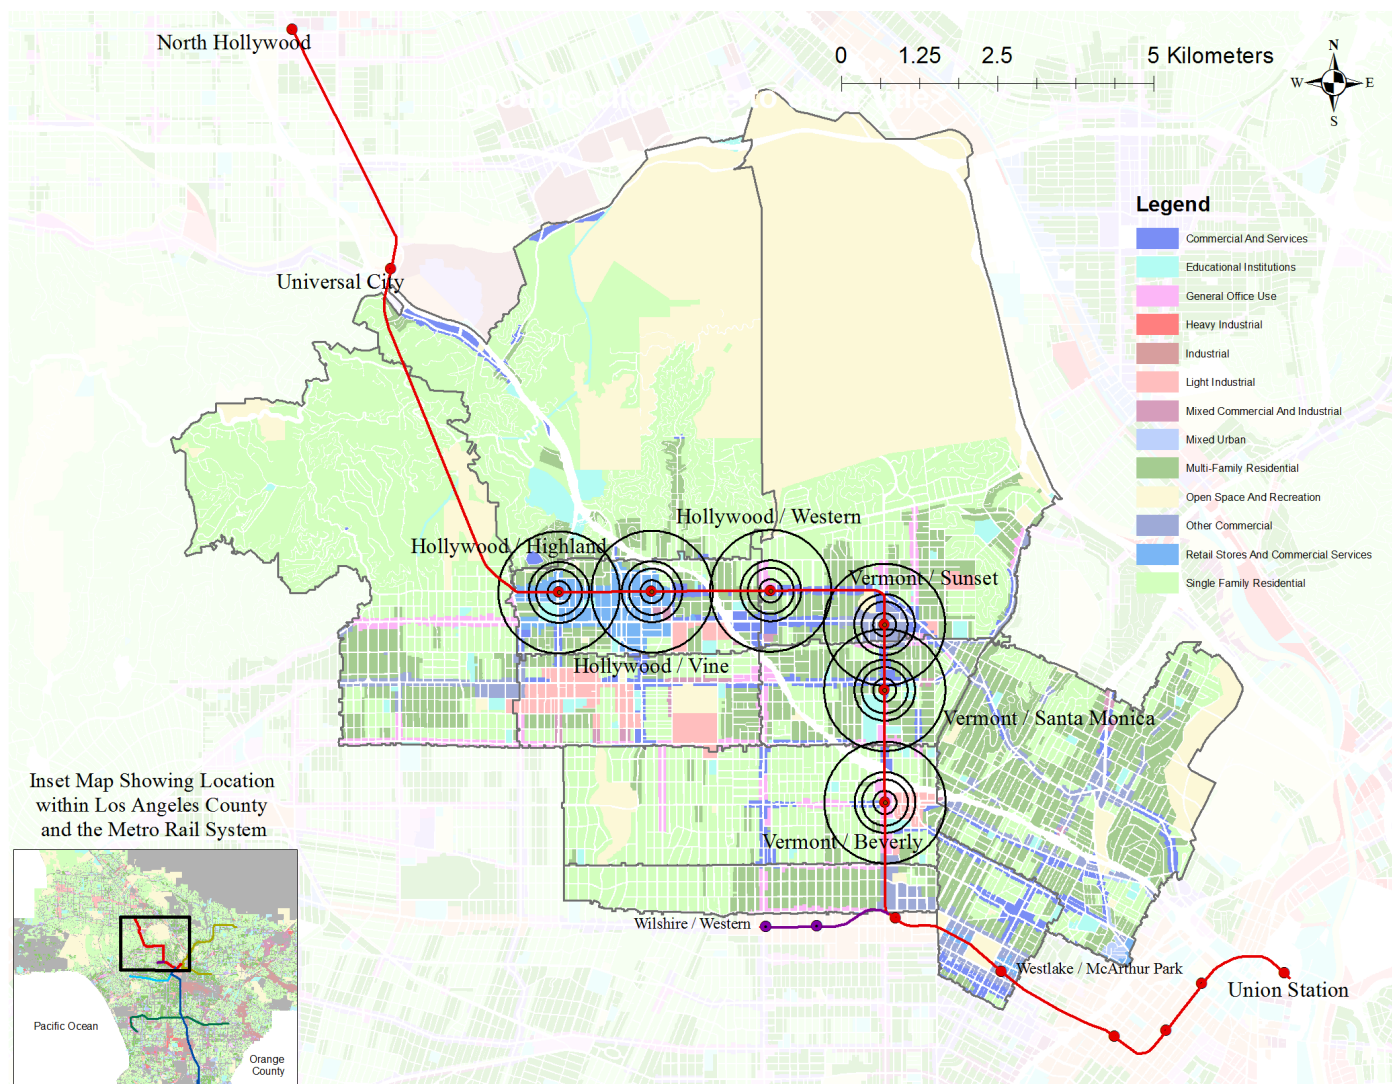 North Hollywood
0 1.25 2.5 5 Kilometers
N
W E
S
Legend
Commercial And Services
Educational Institutions
General Office Use
Heavy Industrial
Industrial
Light Industrial
Mixed Commercial And Industrial
Mixed Urban
Multi-Family Residential
Open Space And Recreation
Other Commercial
Retail Stores And Commercial Services
Single Family Residential
Universal City
Hollywood / Western
Hollywood / Highland
Vermont / Sunset
Hollywood / Vine
Vermont / Santa Monica
Vermont / Beverly
Wilshire / Western
Westlake / McArthur Park
Union Station
Inset Map Showing Location
within Los Angeles County
and the Metro Rail System
Pacific Ocean
Orange
County